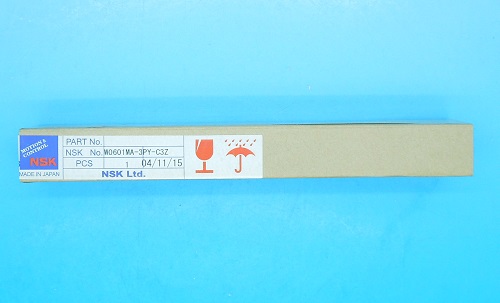 MOTION & CONTROL
NSK
MADE IN JAPAN
PART No.
NSK No. W0601MA-3PY-C3Z
PCS 1 04/11/15
NSK Ltd.